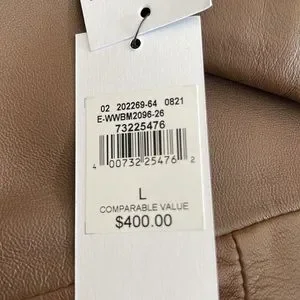 02 202269-64 0821
E-WWBM2096-26
73225476
4 00732 25476 2
L
COMPARABLE VALUE
$400.00